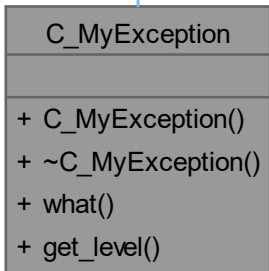 C_MyException
+ C_MyException()
+ ~C_MyException()
+ what()
+ get_level()